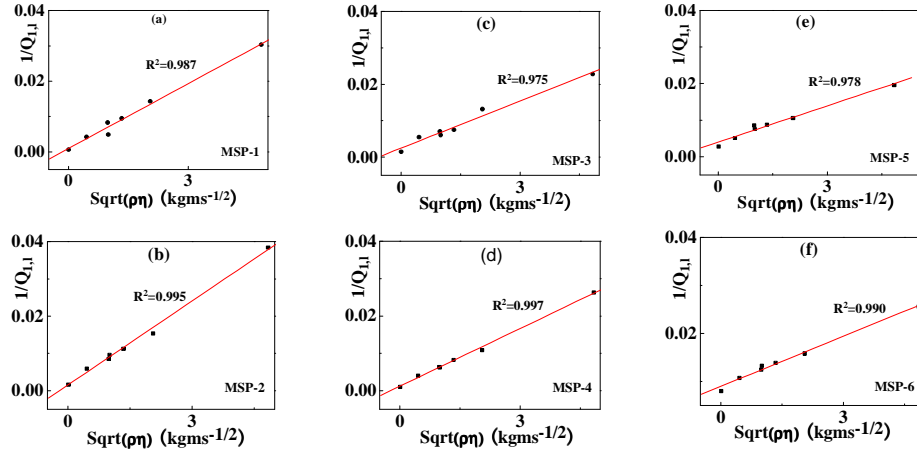 (a)
0.04
0.02
0.00
1/Q1,l
R²=0.987
MSP-1
0 3
Sqrt(ρη) (kgms-1/2)
(c)
0.04
0.02
0.00
1/Q1,l
R²=0.975
MSP-3
0 3
Sqrt(ρη) (kgms-1/2)
(e)
0.04
0.02
0.00
1/Q1,l
R²=0.978
MSP-5
0 3
Sqrt(ρη) (kgms-1/2)
(b)
0.04
0.02
0.00
1/Q1,l
R²=0.995
MSP-2
0 3
Sqrt(ρη) (kgms-1/2)
(d)
0.04
0.02
0.00
1/Q1,l
R²=0.997
MSP-4
0 3
Sqrt(ρη) (kgms-1/2)
(f)
0.04
0.02
1/Q1,l
R²=0.990
MSP-6
0 3
Sqrt(ρη) (kgms-1/2)